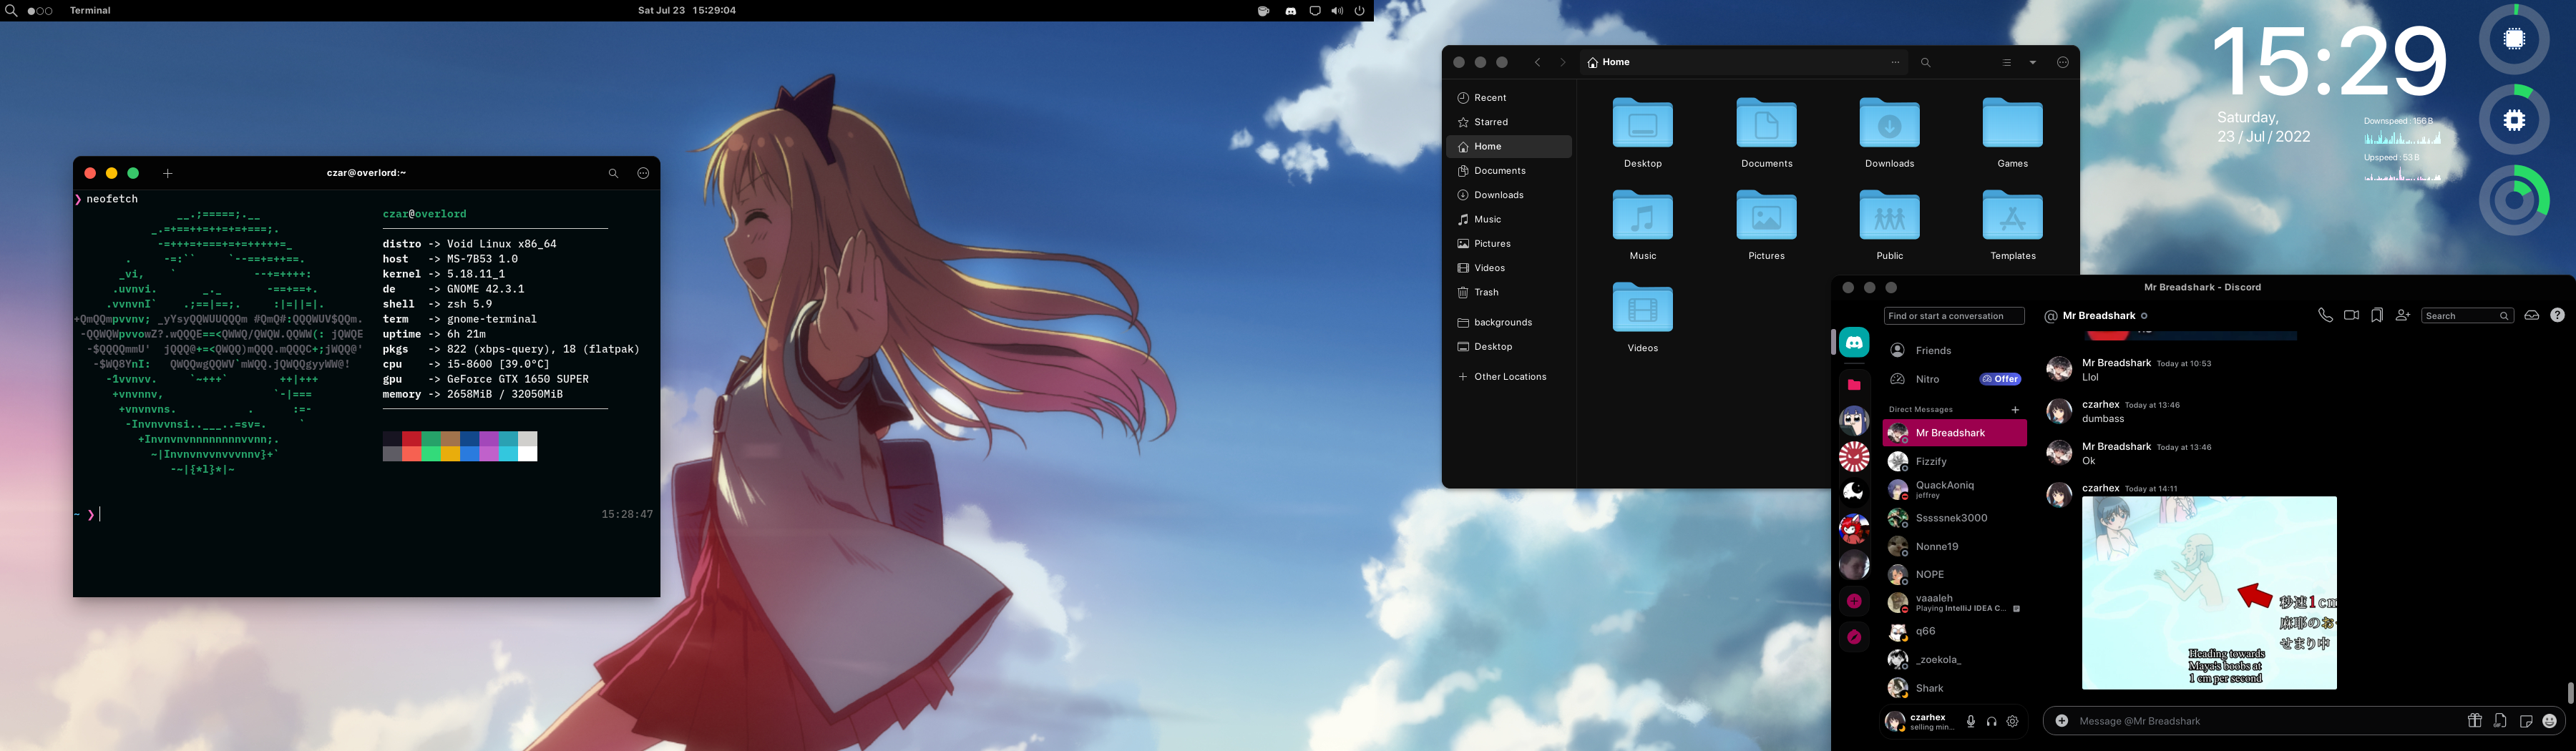 Terminal
Sat Jul 23 15:29:04
czar@overlord:~
❯ neofetch
czar@overlord
distro -> Void Linux x86_64
host -> MS-7B53 1.0
kernel -> 5.18.11_1
de -> GNOME 42.3.1
shell -> zsh 5.9
term -> gnome-terminal
uptime -> 6h 21m
pkgs -> 822 (xbps-query), 18 (flatpak)
cpu -> i5-8600 [39.0°C]
gpu -> GeForce GTX 1650 SUPER
memory -> 2658MiB / 32050MiB
~ ❯
15:28:47
Home
Recent
Starred
Home
Documents
Downloads
Music
Pictures
Videos
Trash
backgrounds
Desktop
Other Locations
Desktop
Documents
Downloads
Games
Music
Pictures
Public
Templates
Videos
15:29
Saturday,
23 / Jul / 2022
Downspeed : 156 B
Upspeed : 53 B
Mr Breadshark - Discord
Find or start a conversation
Friends
Nitro
Offer
Direct Messages
Mr Breadshark
Fizzify
QuackAoniq
jeffrey
Sssssnek3000
Nonne19
NOPE
vaaaleh
Playing IntelliJ IDEA C...
q66
_zoekola_
Shark
czarhex
selling min...
@ Mr Breadshark
Search
Mr Breadshark Today at 10:53
Llol
czarhex Today at 13:46
dumbass
Mr Breadshark Today at 13:46
Ok
czarhex Today at 14:11
秒速1cm
麻耶のお
せまり中
Heading towards
Maya's boobs at
1 cm per second
Message @Mr Breadshark